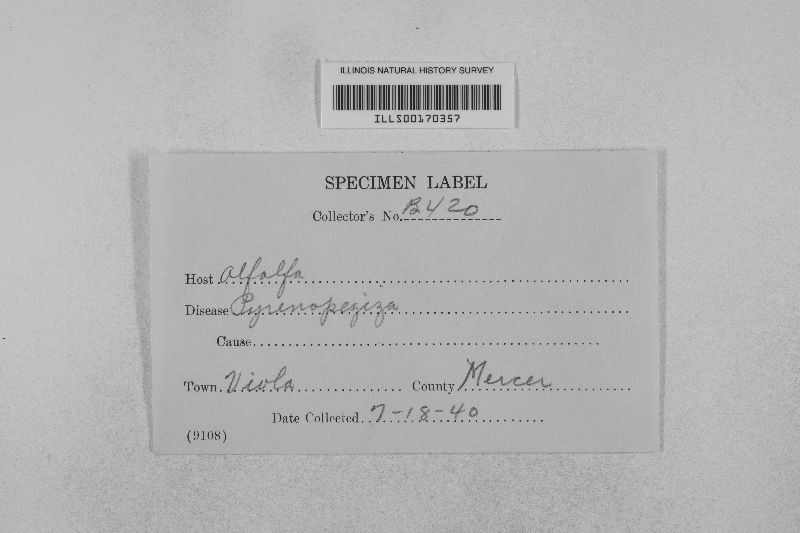 ILLINOIS NATURAL HISTORY SURVEY
ILLS00170357
SPECIMEN LABEL
Collector's No. B420
Host Alfalfa
Disease Pyrenopeziza
Cause
Town Viola County Mercer
Date Collected 7-18-40
(9108)